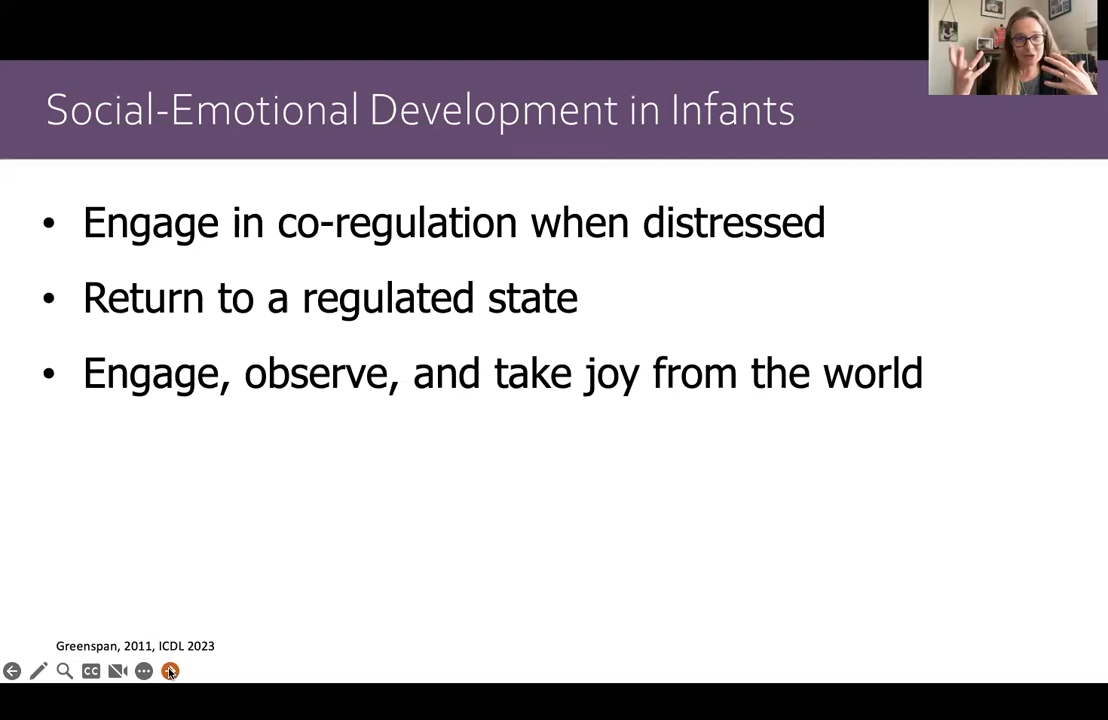 Social-Emotional Development in Infants
• Engage in co-regulation when distressed
• Return to a regulated state
• Engage, observe, and take joy from the world
Greenspan, 2011, ICDL 2023
CC